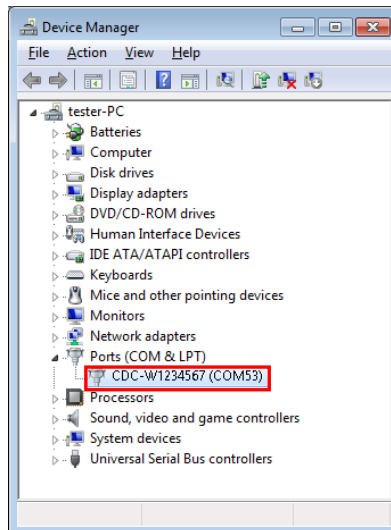 Device Manager
File Action View Help
tester-PC
Batteries
Computer
Disk drives
Display adapters
DVD/CD-ROM drives
Human Interface Devices
IDE ATA/ATAPI controllers
Keyboards
Mice and other pointing devices
Monitors
Network adapters
Ports (COM & LPT)
CDC-W1234567 (COM53)
Processors
Sound, video and game controllers
System devices
Universal Serial Bus controllers